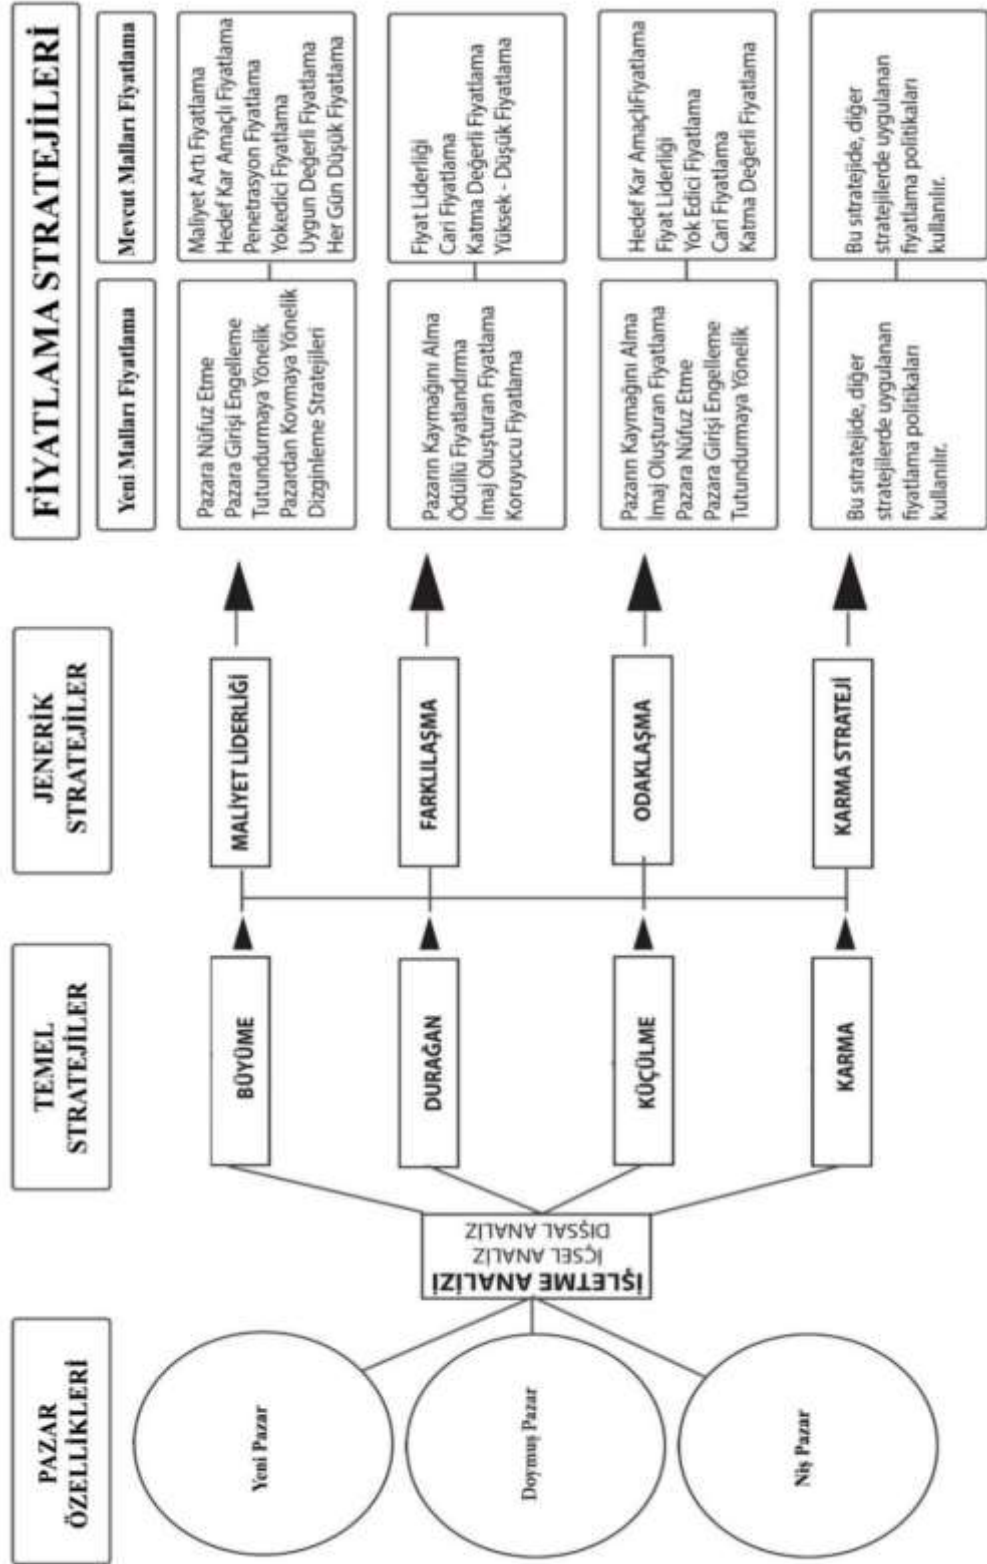 PAZAR
ÖZELLİKLERİ
TEMEL
STRATEJİLER
JENERİK
STRATEJİLER
FİYATLAMA STRATEJİLERİ
Yeni Malları Fiyatlama
Mevcut Malları Fiyatlama
Yeni Pazar
Doymuş Pazar
Niş Pazar
İŞLETME ANALİZİ
İÇSEL ANALİZ
DIŞSAL ANALİZ
BÜYÜME
DURAĞAN
KÜÇÜLME
KARMA
MALİYET LİDERLİĞİ
FARKLILAŞMA
ODAKLAŞMA
KARMA STRATEJİ
Pazara Nüfuz Etme
Pazara Girişi Engelleme
Tutundurmaya Yönelik
Pazardan Kovmaya Yönelik
Dizginleme Stratejileri
Maliyet Artı Fiyatlama
Hedef Kar Amaçlı Fiyatlama
Penetrasyon Fiyatlama
Yokedici Fiyatlama
Uygun Değerli Fiyatlama
Her Gün Düşük Fiyatlama
Pazarın Kaymağını Alma
Ödüllü Fiyatlandırma
İmaj Oluşturan Fiyatlama
Koruyucu Fiyatlama
Fiyat Liderliği
Cari Fiyatlama
Katma Değerli Fiyatlama
Yüksek - Düşük Fiyatlama
Pazarın Kaymağını Alma
İmaj Oluşturan Fiyatlama
Pazara Nüfuz Etme
Pazara Girişi Engelleme
Tutundurmaya Yönelik
Hedef Kar AmaçlıFiyatlama
Fiyat Liderliği
Yok Edici Fiyatlama
Cari Fiyatlama
Katma Değerli Fiyatlama
Bu sıtratejide, diğer
stratejilerde uygulanan
fiyatlama politikaları
kullanılır.
Bu sıtratejide, diğer
stratejilerde uygulanan
fiyatlama politikaları
kullanılır.